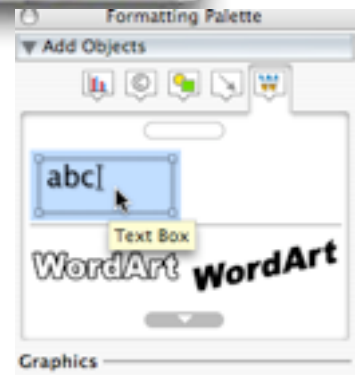 Formatting Palette
Add Objects
abc
Text Box
WordArt WordArt
Graphics